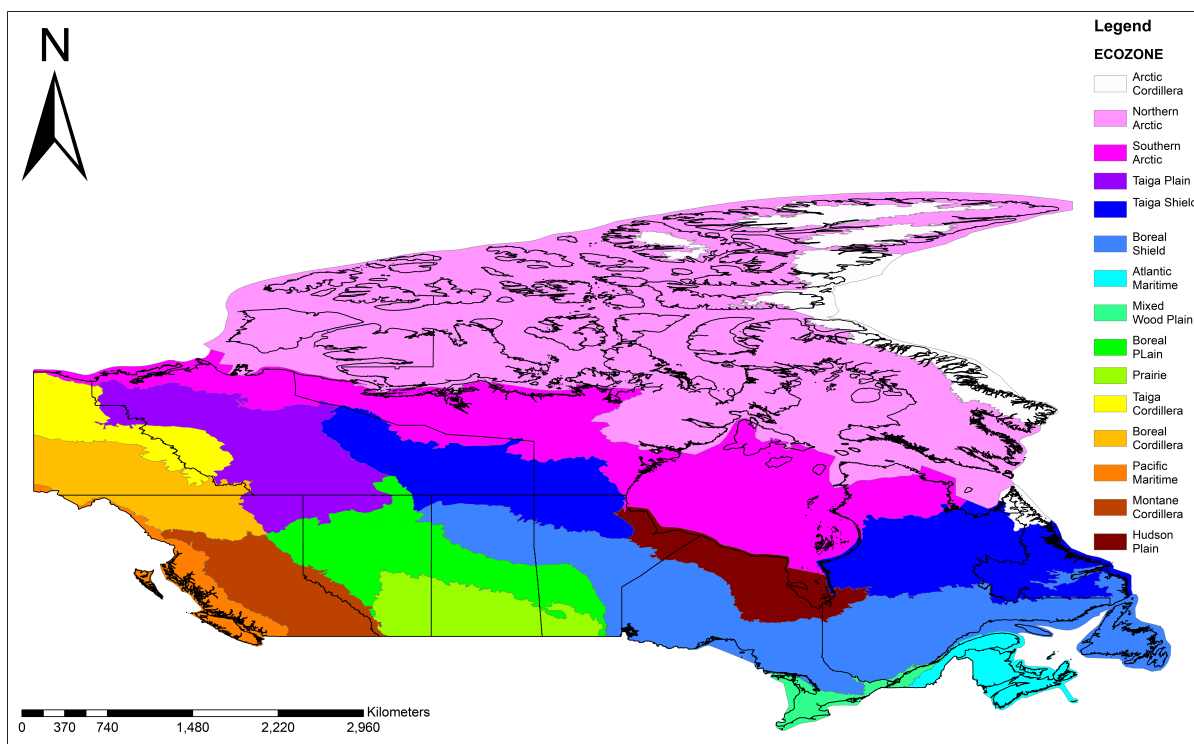 N
Legend
ECOZONE
Arctic
Cordillera
Northern
Arctic
Southern
Arctic
Taiga Plain
Taiga Shield
Boreal
Shield
Atlantic
Maritime
Mixed
Wood Plain
Boreal
PLain
Prairie
Taiga
Cordillera
Boreal
Cordillera
Pacific
Maritime
Montane
Cordillera
Hudson
Plain
Kilometers
0 370 740 1,480 2,220 2,960